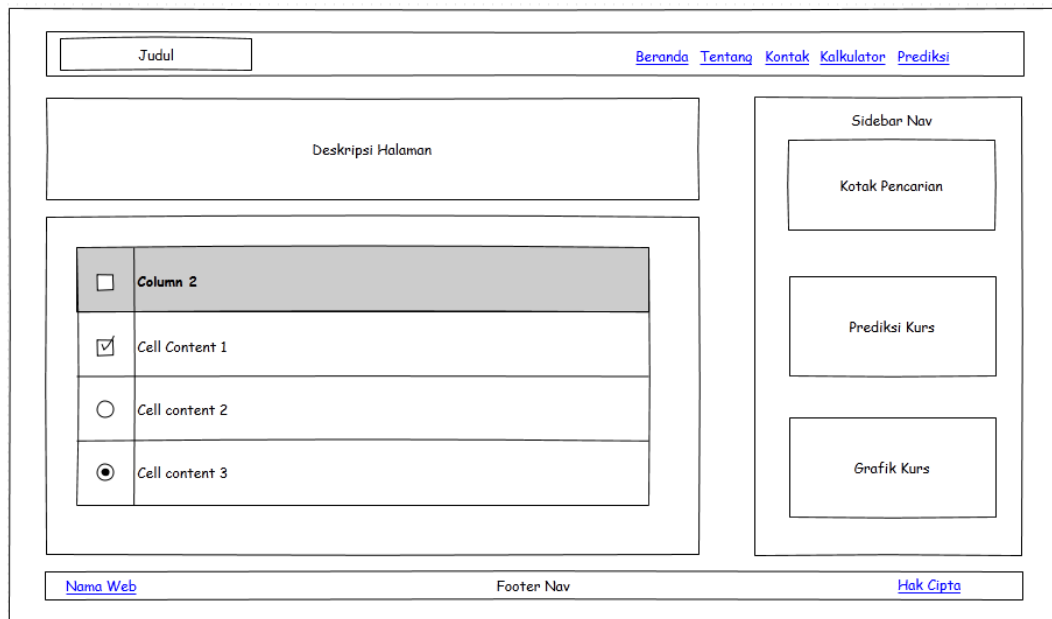 Judul
Beranda Tentang Kontak Kalkulator Prediksi
Deskripsi Halaman
Column 2
Cell Content 1
Cell content 2
Cell content 3
Sidebar Nav
Kotak Pencarian
Prediksi Kurs
Grafik Kurs
Nama Web
Footer Nav
Hak Cipta